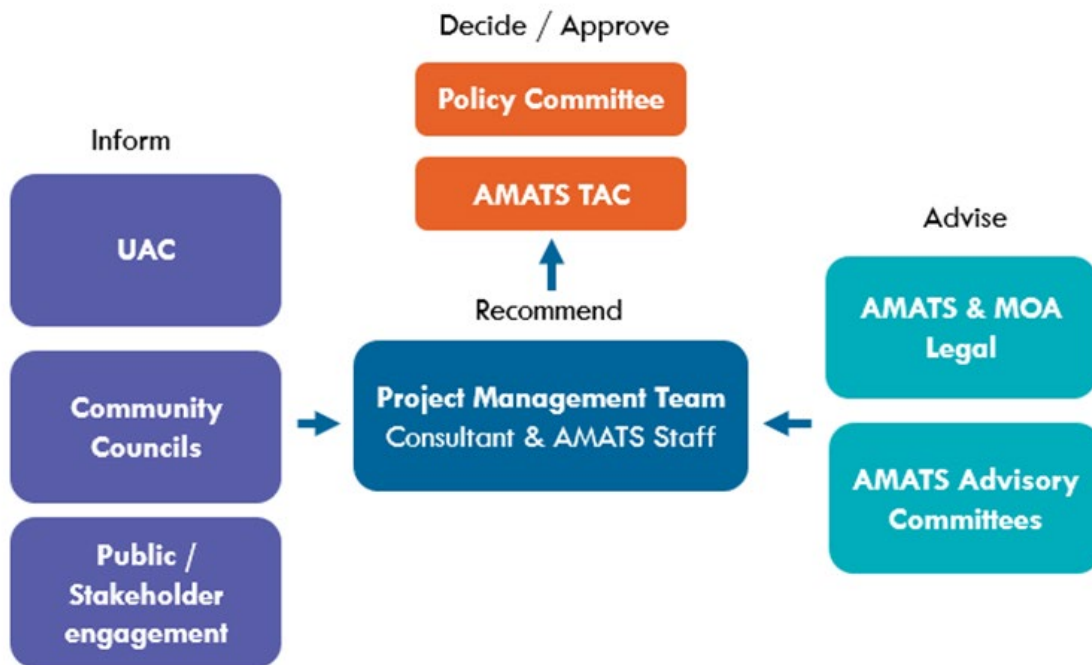 Decide / Approve
Policy Committee
AMATS TAC
Inform
UAC
Community
Councils
Public /
Stakeholder
engagement
Recommend
Project Management Team
Consultant & AMATS Staff
Advise
AMATS & MOA
Legal
AMATS Advisory
Committees